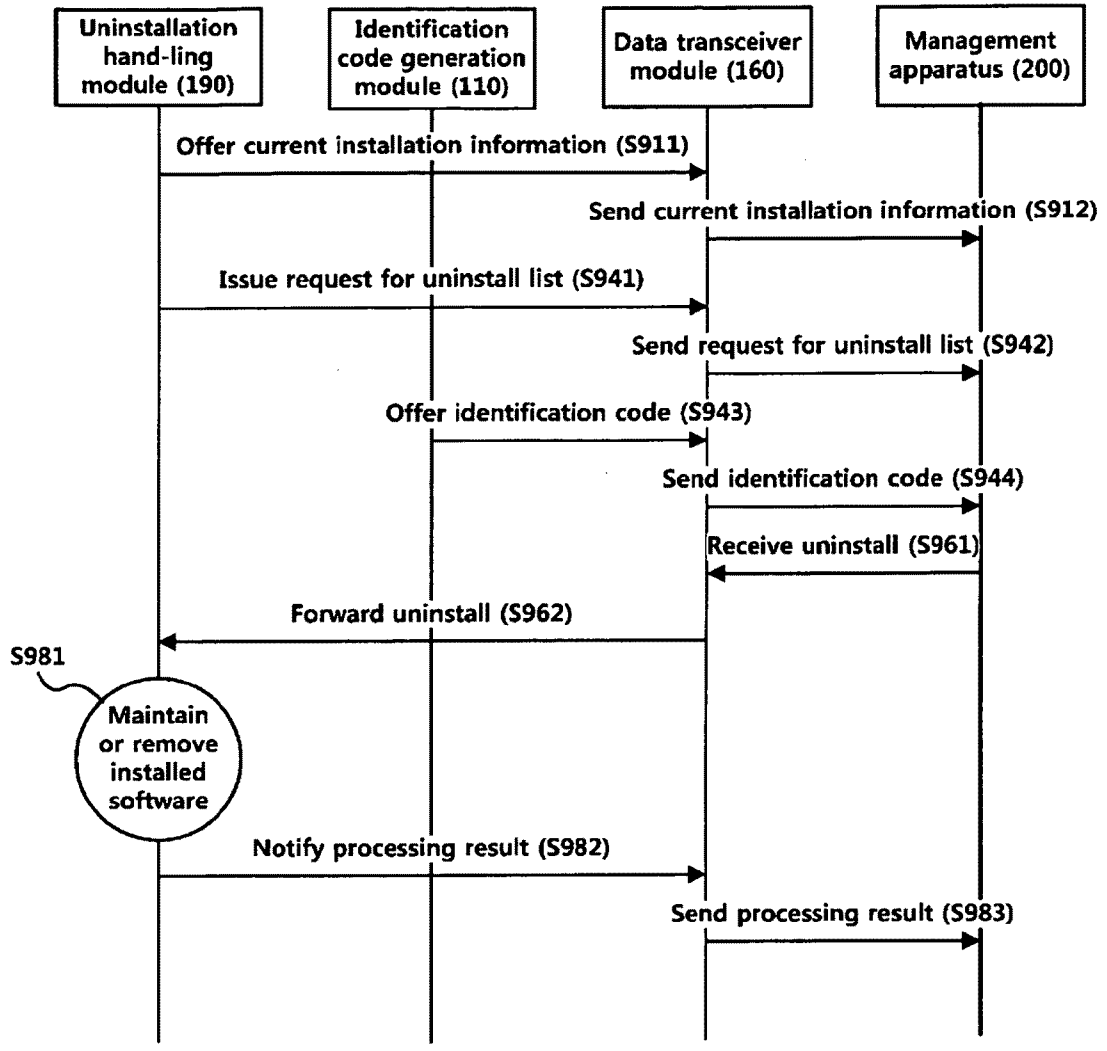 Uninstallation
hand-ling
module (190)
Identification
code generation
module (110)
Data transceiver
module (160)
Management
apparatus (200)
Offer current installation information (S911)
Send current installation information (S912)
Issue request for uninstall list (S941)
Send request for uninstall list (S942)
Offer identification code (S943)
Send identification code (S944)
Receive uninstall (S961)
Forward uninstall (S962)
S981
Maintain
or remove
installed
software
Notify processing result (S982)
Send processing result (S983)